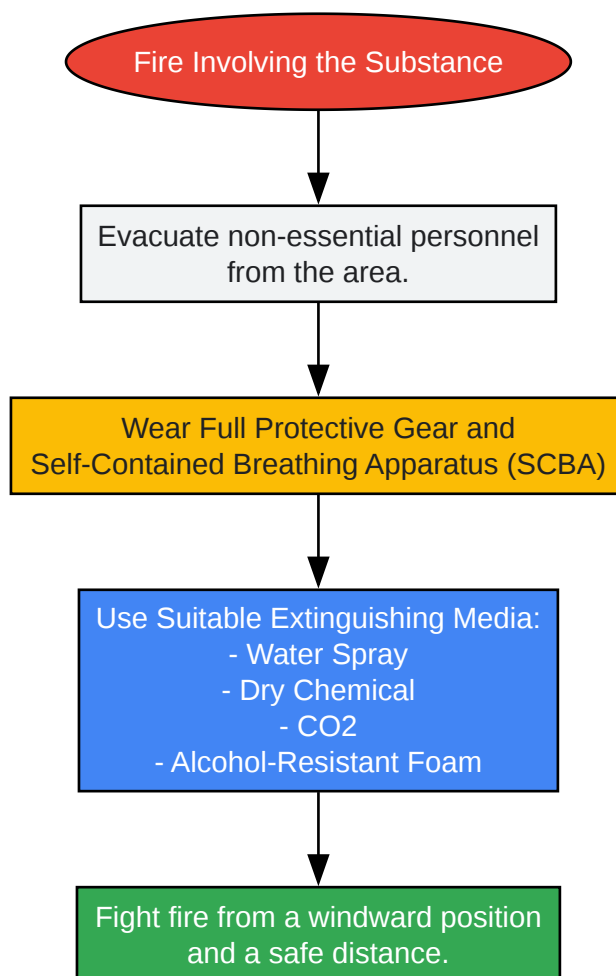 Fire Involving the Substance
Evacuate non-essential personnel
from the area.
Wear Full Protective Gear and
Self-Contained Breathing Apparatus (SCBA)
Use Suitable Extinguishing Media:
- Water Spray
- Dry Chemical
- CO2
- Alcohol-Resistant Foam
Fight fire from a windward position
and a safe distance.